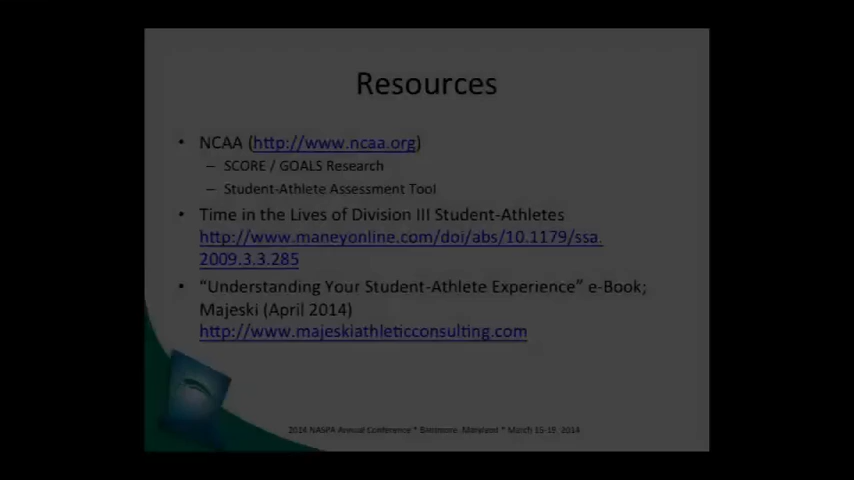 Resources
• NCAA (http://www.ncaa.org)
– SCORE / GOALS Research
– Student-Athlete Assessment Tool
• Time in the Lives of Division III Student-Athletes
http://www.maneyonline.com/doi/abs/10.1179/ssa.
2009.3.3.285
• “Understanding Your Student-Athlete Experience” e-Book;
Majeski (April 2014)
http://www.majeskiathleticconsulting.com
2014 NASPA Annual Conference * Baltimore, Maryland * March 15-19, 2014